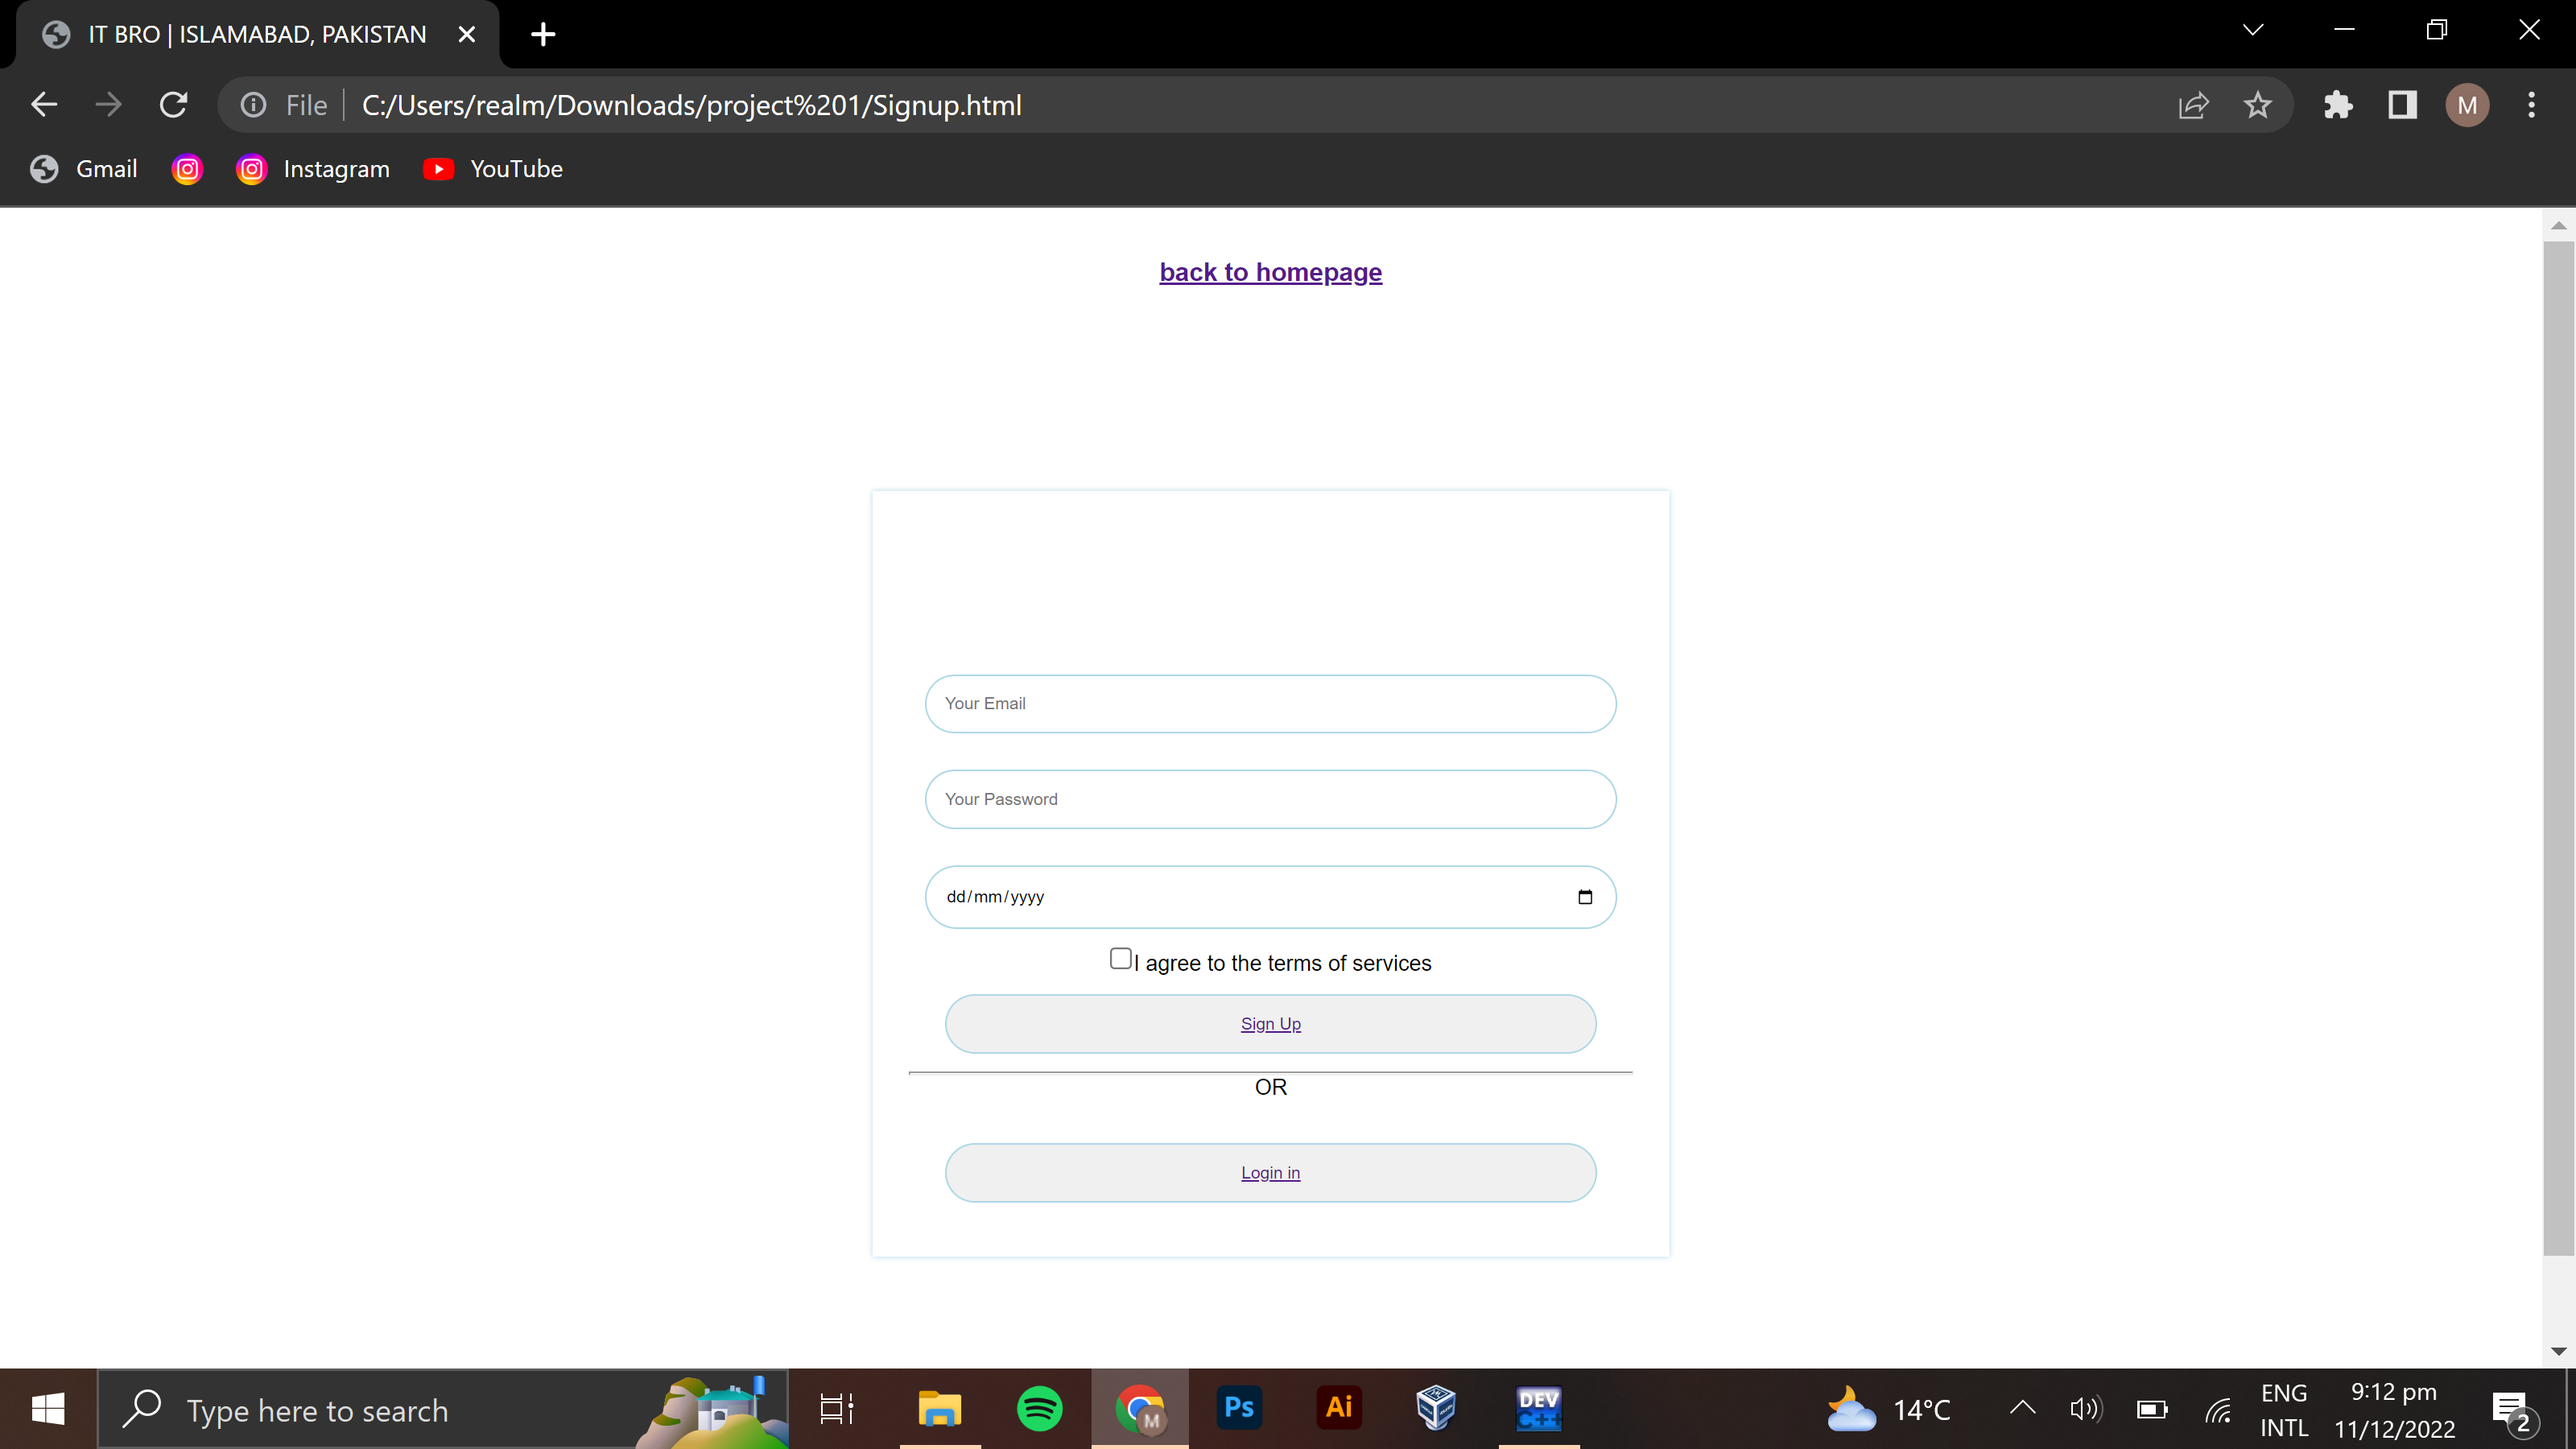 IT BRO | ISLAMABAD, PAKISTAN
File C:/Users/realm/Downloads/project%201/Signup.html
M
Gmail Instagram YouTube
back to homepage
Your Email
Your Password
dd/mm/yyyy
I agree to the terms of services
Sign Up
OR
Login in
Type here to search
M
Ps
Ai
DEV
C++
14°C
ENG
INTL
9:12 pm
11/12/2022
2